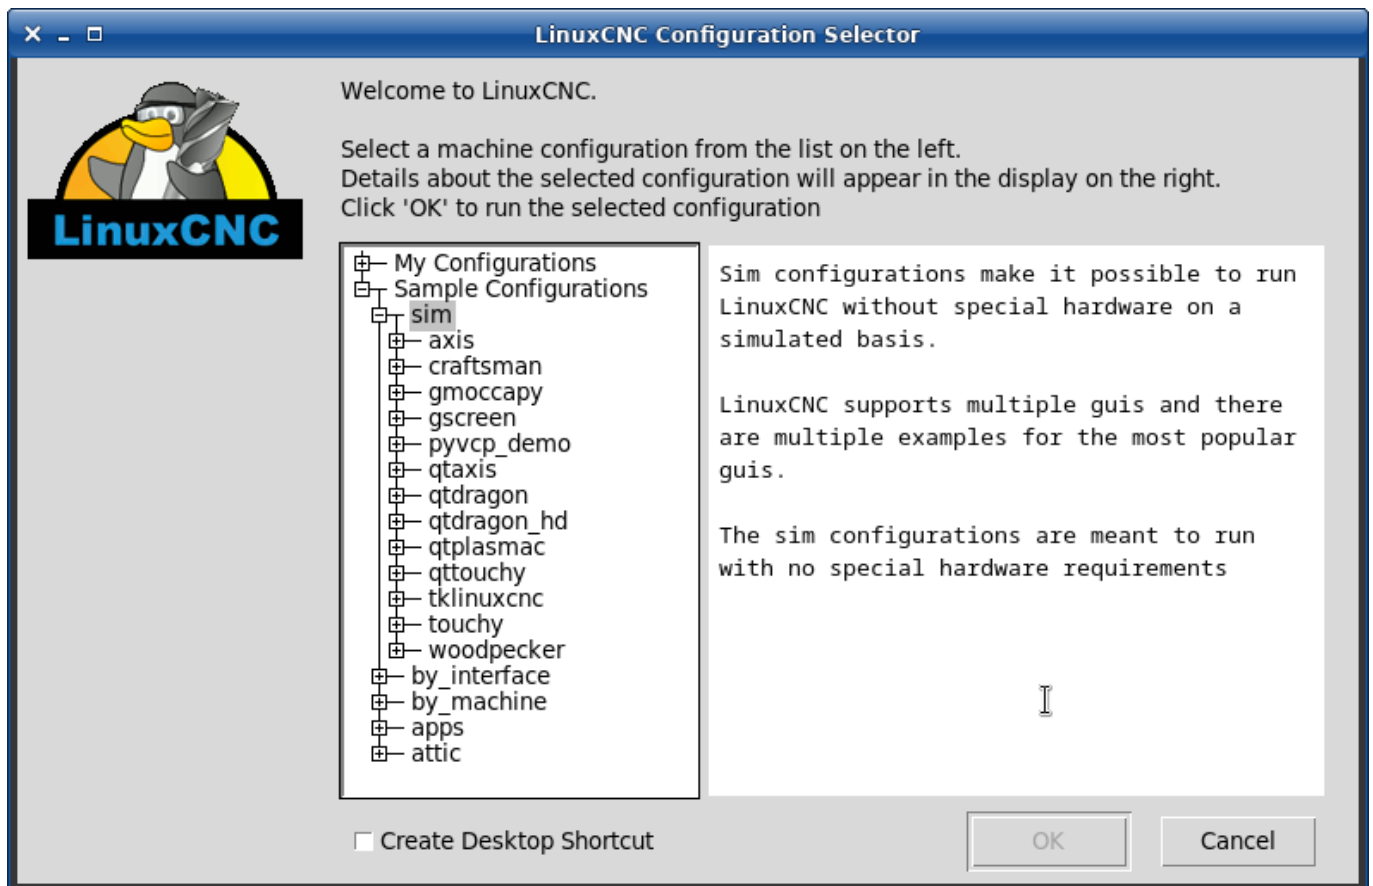 LinuxCNC Configuration Selector
LinuxCNC
Welcome to LinuxCNC.
Select a machine configuration from the list on the left.
Details about the selected configuration will appear in the display on the right.
Click 'OK' to run the selected configuration
My Configurations
Sample Configurations
sim
axis
craftsman
gmoccapy
gscreen
pyvcp_demo
qtaxis
qtdragon
qtdragon_hd
qtplasmac
qttouchy
tklinuxcnc
touchy
woodpecker
by_interface
by_machine
apps
attic
Sim configurations make it possible to run
LinuxCNC without special hardware on a
simulated basis.
LinuxCNC supports multiple guis and there
are multiple examples for the most popular
guis.
The sim configurations are meant to run
with no special hardware requirements
Create Desktop Shortcut
OK
Cancel